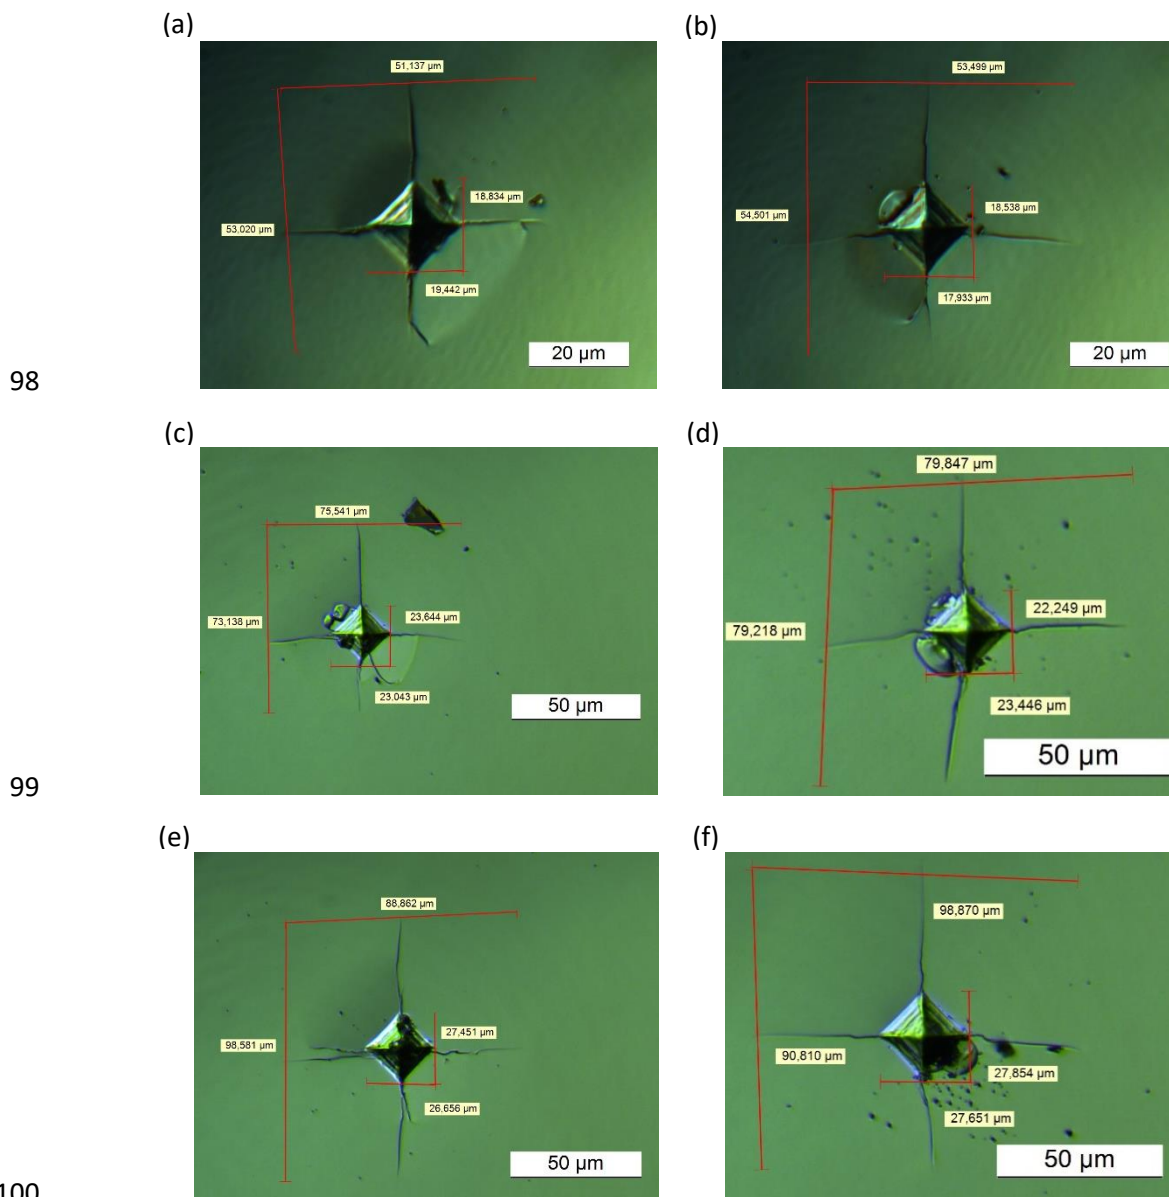 (a)
(b)
51,137 µm
53,499 µm
18,834 µm
18,538 µm
53,020 µm
54,501 µm
19,442 µm
17,933 µm
20 µm
20 µm
98
(c)
(d)
75,541 µm
79,847 µm
73,138 µm
23,644 µm
22,249 µm
79,218 µm
23,043 µm
23,446 µm
50 µm
50 µm
99
(e)
(f)
88,862 µm
98,870 µm
98,581 µm
27,451 µm
90,810 µm
27,854 µm
26,656 µm
27,651 µm
50 µm
50 µm
100